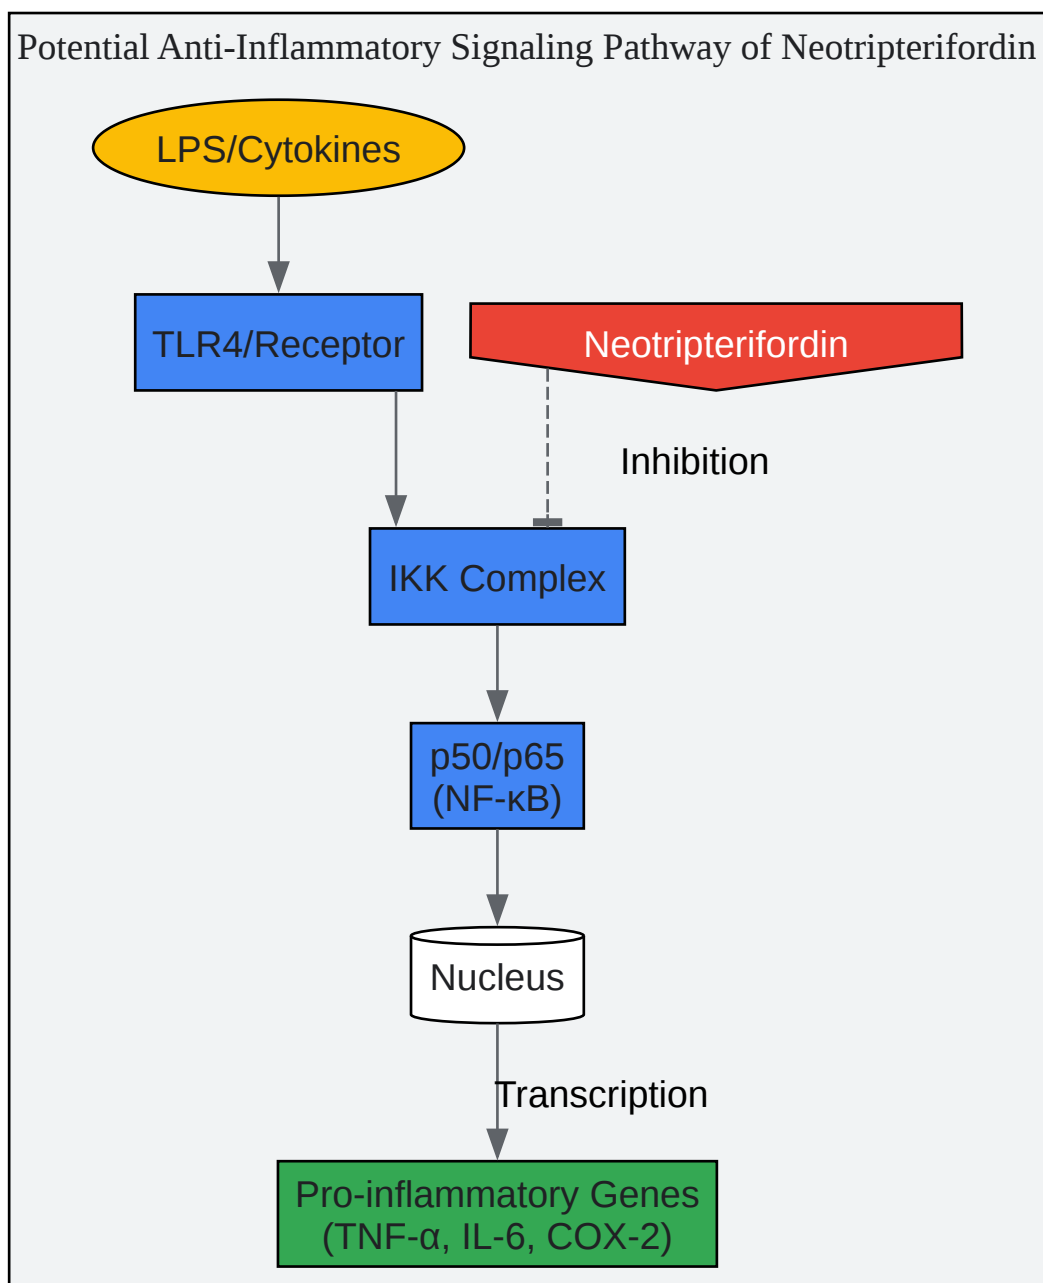 Potential Anti-Inflammatory Signaling Pathway of Neotripterifordin
LPS/Cytokines
TLR4/Receptor
Neotripterifordin
Inhibition
IKK Complex
p50/p65
(NF-κB)
Nucleus
Transcription
Pro-inflammatory Genes
(TNF-α, IL-6, COX-2)